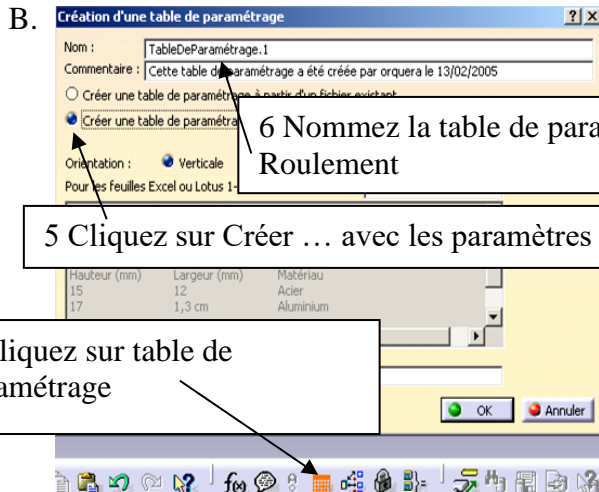 B.
Création d'une table de paramétrage
Nom : TableDeParamétrage.1
Commentaire : Cette table de paramétrage a été créée par orquera le 13/02/2005
Créer une table de paramétrage à partir d'un fichier existant
Créer une table de paramétra
6 Nommez la table de para
Roulement
Orientation : Verticale
Pour les feuilles Excel ou Lotus 1-
5 Cliquez sur Créer … avec les paramètres
Hauteur (mm) Largeur (mm) Matériau
15 12 Acier
17 1,3 cm Aluminium
liquez sur table de
amétrage
OK Annuler
f(x)